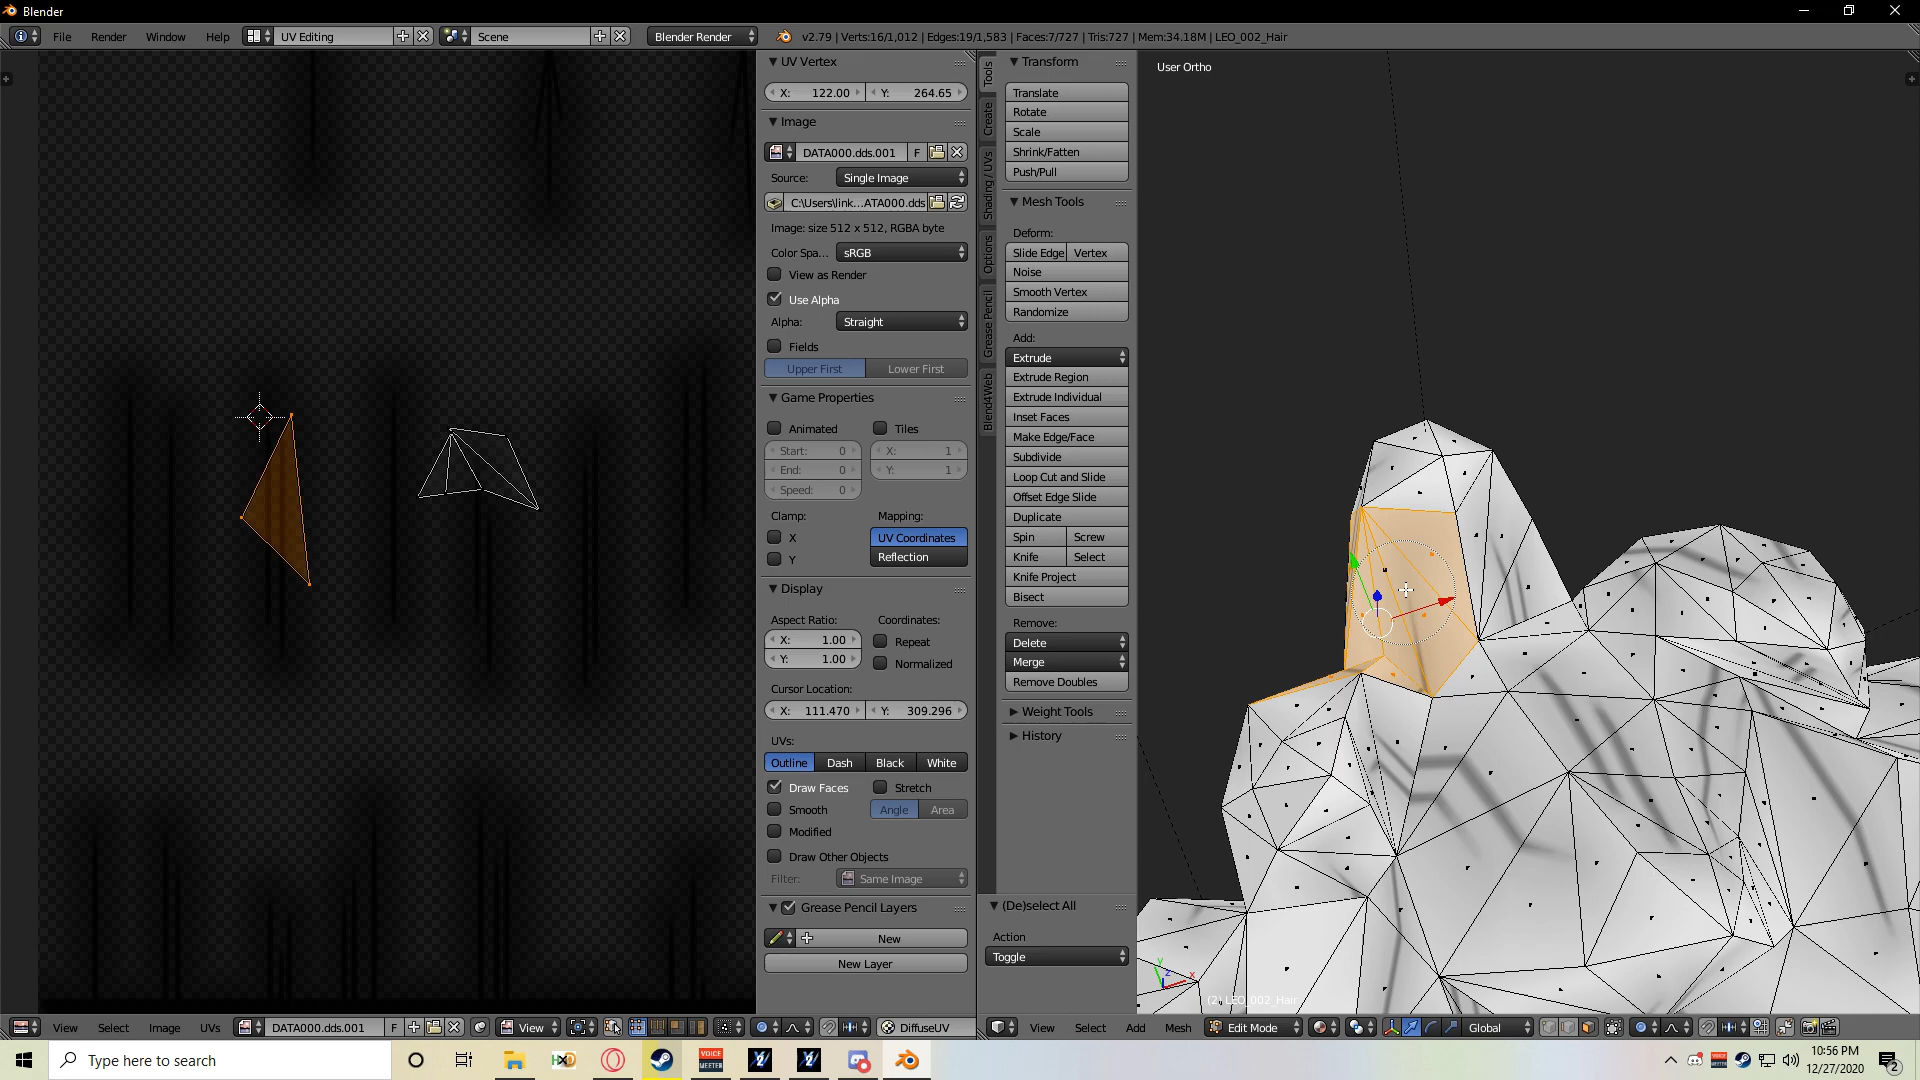 Blender
File Render Window Help UV Editing Scene Blender Render v2.79 | Verts:16/1,012 | Edges:19/1,583 | Faces:7/727 | Tris:727 | Mem:34.18M | LEO_002_Hair
UV Vertex
X: 122.00 Y: 264.65
Image
DATA000.dds.001 F
Source: Single Image
C:\Users\link...ATA000.dds
Image: size 512 x 512, RGBA byte
Color Spa... sRGB
View as Render
Use Alpha
Alpha: Straight
Fields
Upper First Lower First
Game Properties
Animated Tiles
Start: 0 X: 1
End: 0 Y: 1
Speed: 0
Clamp: Mapping:
X UV Coordinates
Y Reflection
Display
Aspect Ratio: Coordinates:
X: 1.00 Repeat
Y: 1.00 Normalized
Cursor Location:
X: 111.470 Y: 309.296
UVs:
Outline Dash Black White
Draw Faces Stretch
Smooth Angle Area
Modified
Draw Other Objects
Filter: Same Image
Grease Pencil Layers
New
New Layer
Tools
Create
Shading / UVs
Options
Grease Pencil
Blend4Web
Transform
Translate
Rotate
Scale
Shrink/Fatten
Push/Pull
Mesh Tools
Deform:
Slide Edge Vertex
Noise
Smooth Vertex
Randomize
Add:
Extrude
Extrude Region
Extrude Individual
Inset Faces
Make Edge/Face
Subdivide
Loop Cut and Slide
Offset Edge Slide
Duplicate
Spin Screw
Knife Select
Knife Project
Bisect
Remove:
Delete
Merge
Remove Doubles
Weight Tools
History
(De)select All
Action
Toggle
User Ortho
Y
Z
X
(2) LEO_002_Hair
View Select Image UVs DATA000.dds.001 F View DiffuseUV
View Select Add Mesh Edit Mode Global
Type here to search
HXD
VOICE MEETER
2
2
10:56 PM
12/27/2020
2